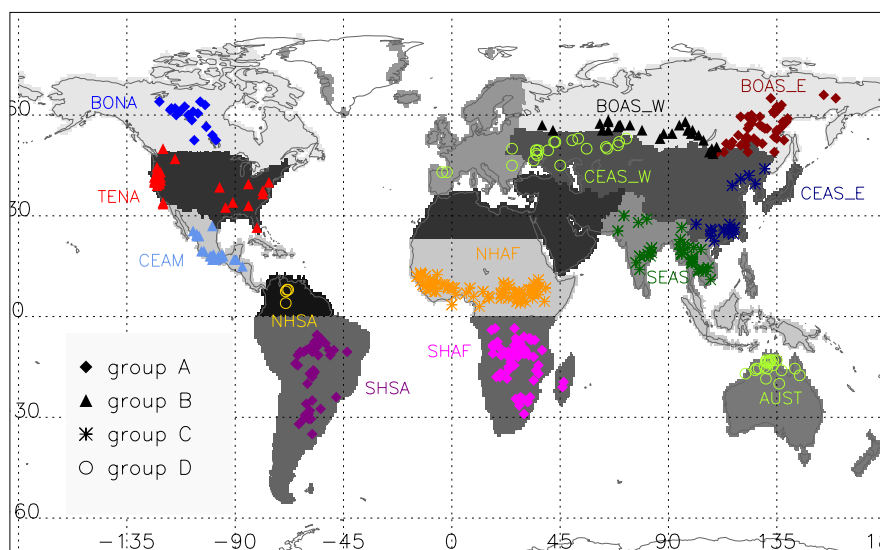 BOAS_E
BONA
BOAS_W
60
TENA
CEAS_W
CEAS_E
30
CEAM
NHAF
SEAS
0
NHSA
SHAF
group A
SHSA
AUST
group B
30
group C
group D
60
-135
-90
-45
0
45
90
135